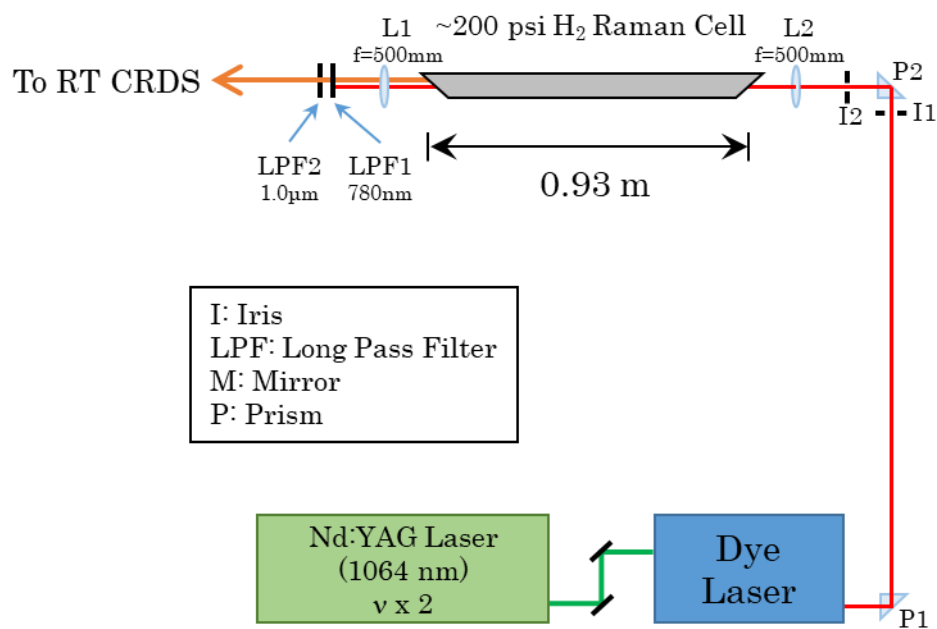 L1
f=500mm
~200 psi H₂ Raman Cell
L2
f=500mm
P2
I1
I2
To RT CRDS
LPF2
1.0μm
LPF1
780nm
0.93 m
I: Iris
LPF: Long Pass Filter
M: Mirror
P: Prism
Nd:YAG Laser
(1064 nm)
ν x 2
Dye
Laser
P1